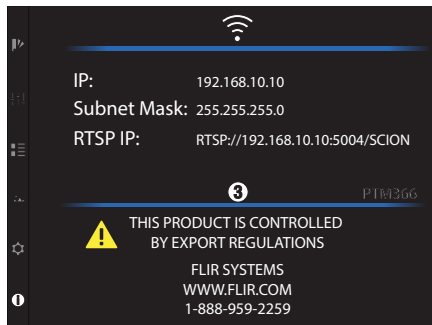 IP: 192.168.10.10
Subnet Mask: 255.255.255.0
RTSP IP: RTSP://192.168.10.10:5004/SCION
3 PTM366
THIS PRODUCT IS CONTROLLED
BY EXPORT REGULATIONS
FLIR SYSTEMS
WWW.FLIR.COM
1-888-959-2259